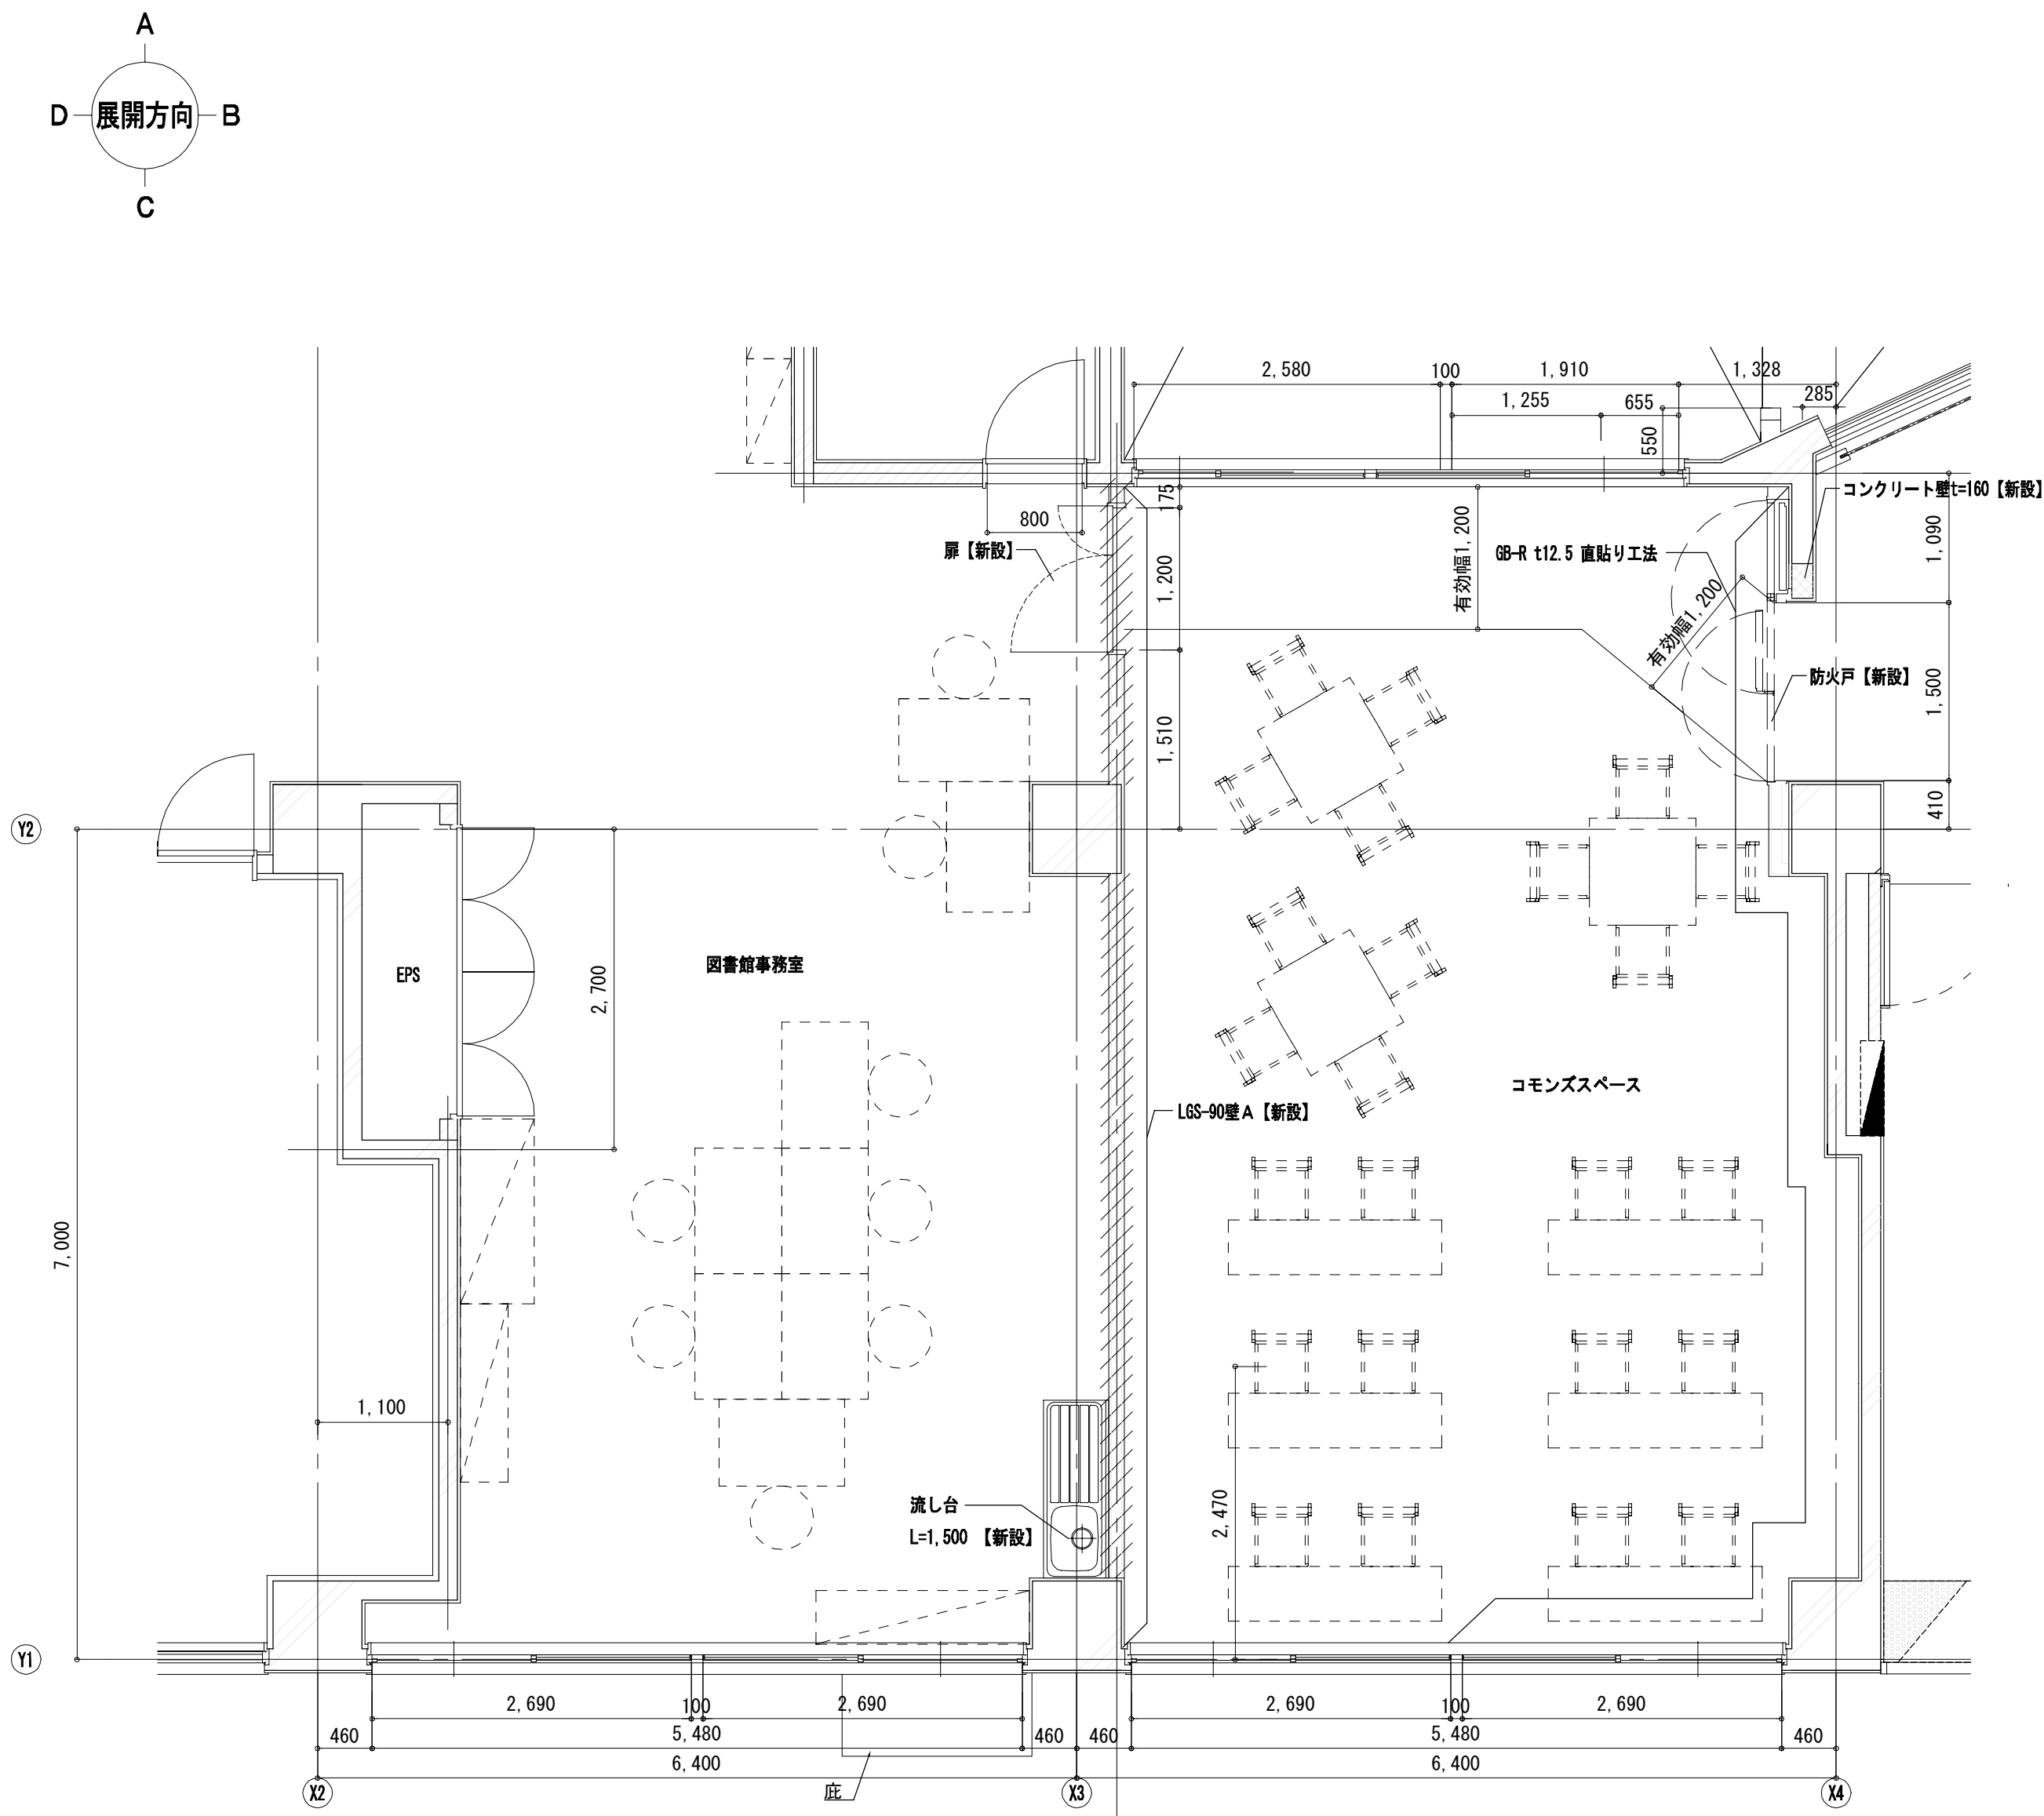 A
D 展開方向 B
C
2,580
100
1,910
1,328
1,255
655
285
550
175
コンクリート壁t=160【新設】
800
扉【新設】
有効幅1,200
GB-R t12.5 直貼り工法
1,090
1,200
有効幅1,200
防火戸【新設】
1,500
1,510
410
Y2
EPS
図書館事務室
2,700
コモンズスペース
LGS-90壁A【新設】
7,000
1,100
流し台
L=1,500 【新設】
2,470
Y1
2,690
100
2,690
2,690
100
2,690
460
5,480
460
460
5,480
460
6,400
6,400
X2
庇
X3
X4